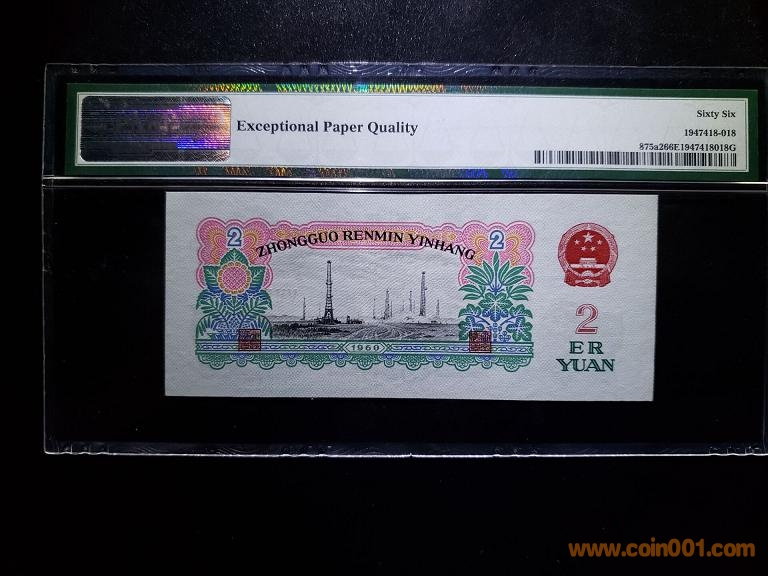 Exceptional Paper Quality
Sixty Six
1947418-018
875a266E1947418018G
2
2
ZHONGGUO RENMIN YINHANG
1960
2
ER
YUAN
www.coin001.com